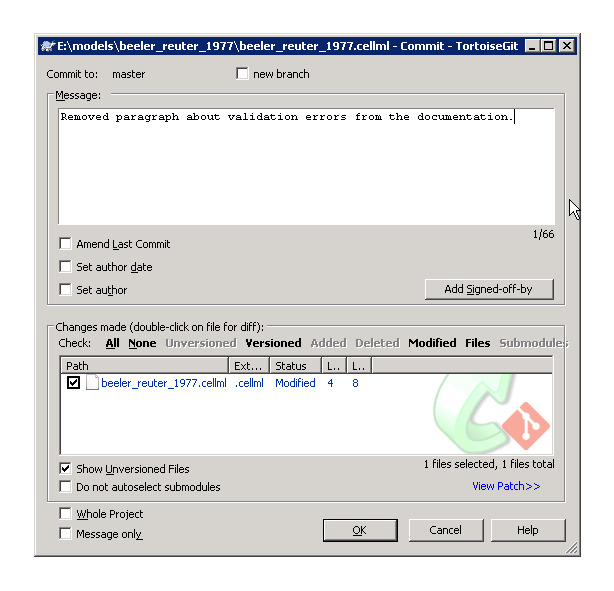 E:\models\beeler_reuter_1977\beeler_reuter_1977.cellml - Commit - TortoiseGit
Commit to: master new branch
Message:
Removed paragraph about validation errors from the documentation.
1/66
Amend Last Commit
Set author date
Set author Add Signed-off-by
Changes made (double-click on file for diff):
Check: All None Unversioned Versioned Added Deleted Modified Files Submodules
Path Ext... Status L.. L..
beeler_reuter_1977.cellml .cellml Modified 4 8
Show Unversioned Files 1 files selected, 1 files total
Do not autoselect submodules View Patch>>
Whole Project
Message only OK Cancel Help